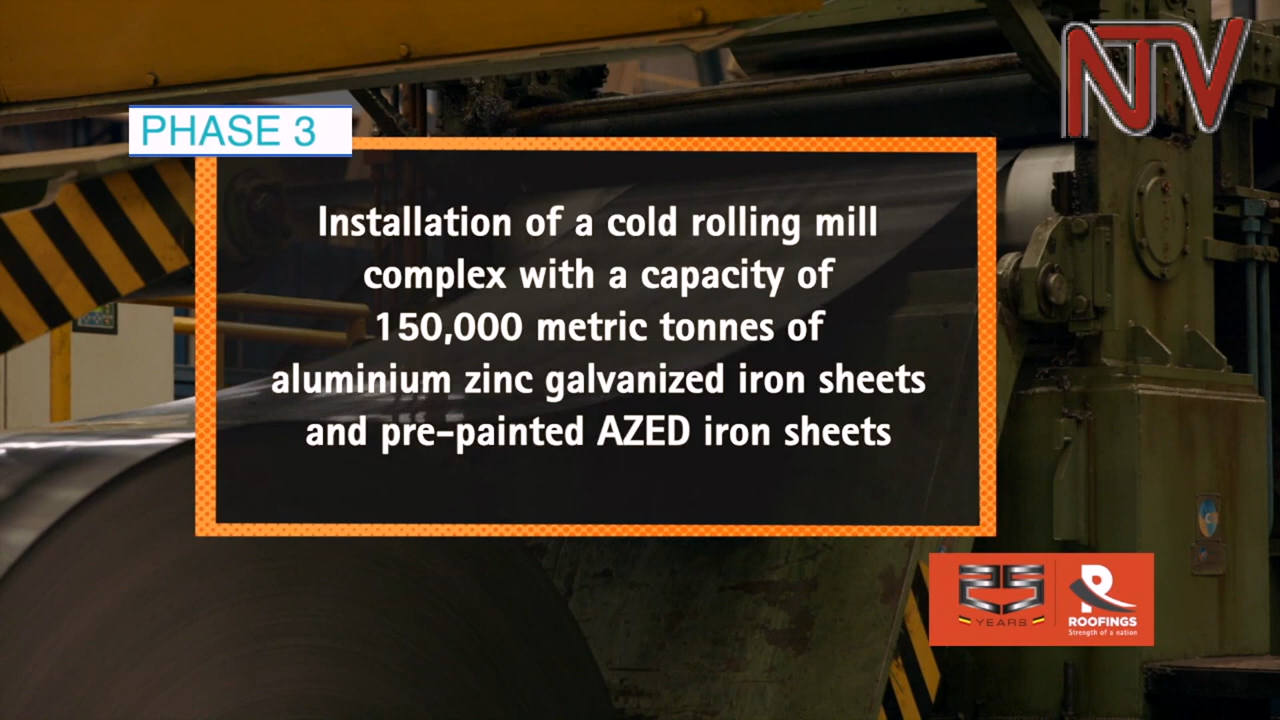 NTV
PHASE 3
Installation of a cold rolling mill
complex with a capacity of
150,000 metric tonnes of
aluminium zinc galvanized iron sheets
and pre-painted AZED iron sheets
25
YEARS
R
ROOFINGS
Strength of a nation